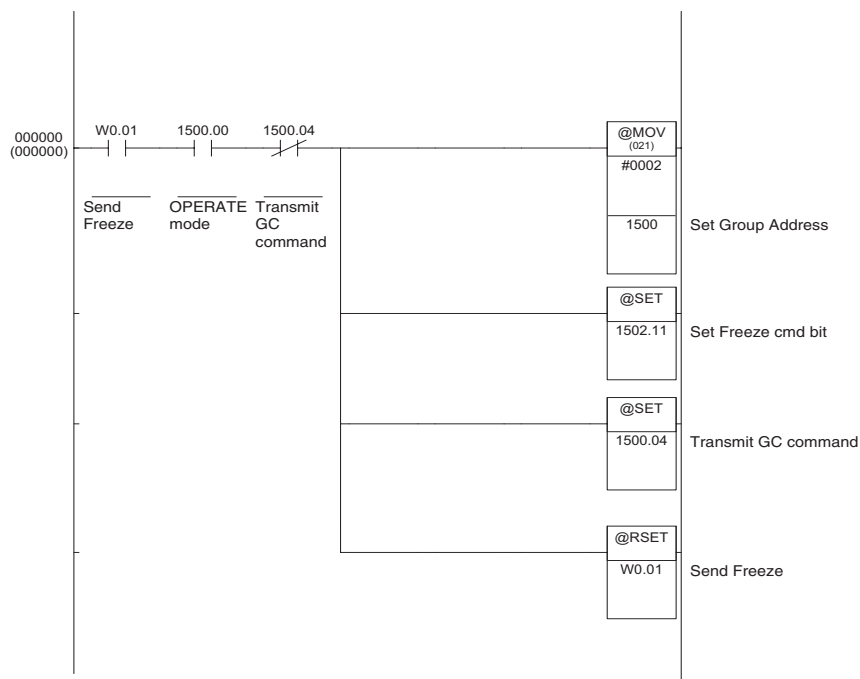 000000
(000000)
W0.01
1500.00
1500.04
Send
Freeze
OPERATE
mode
Transmit
GC
command
@MOV
(021)
#0002
1500
Set Group Address
@SET
1502.11
Set Freeze cmd bit
@SET
1500.04
Transmit GC command
@RSET
W0.01
Send Freeze